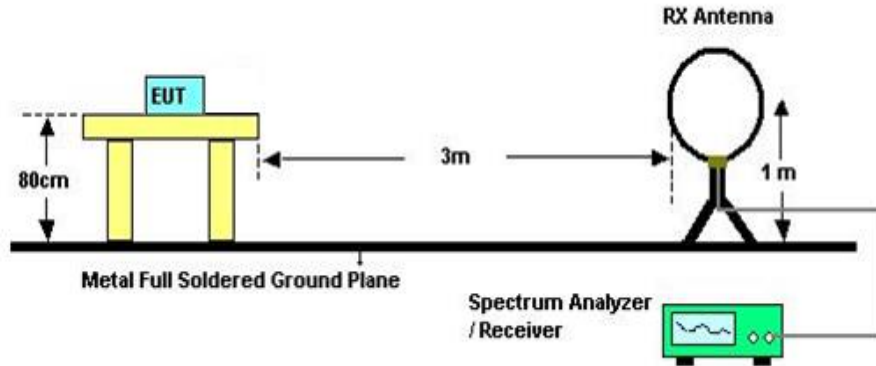 RX Antenna
EUT
80cm
3m
1 m
Metal Full Soldered Ground Plane
Spectrum Analyzer
/ Receiver